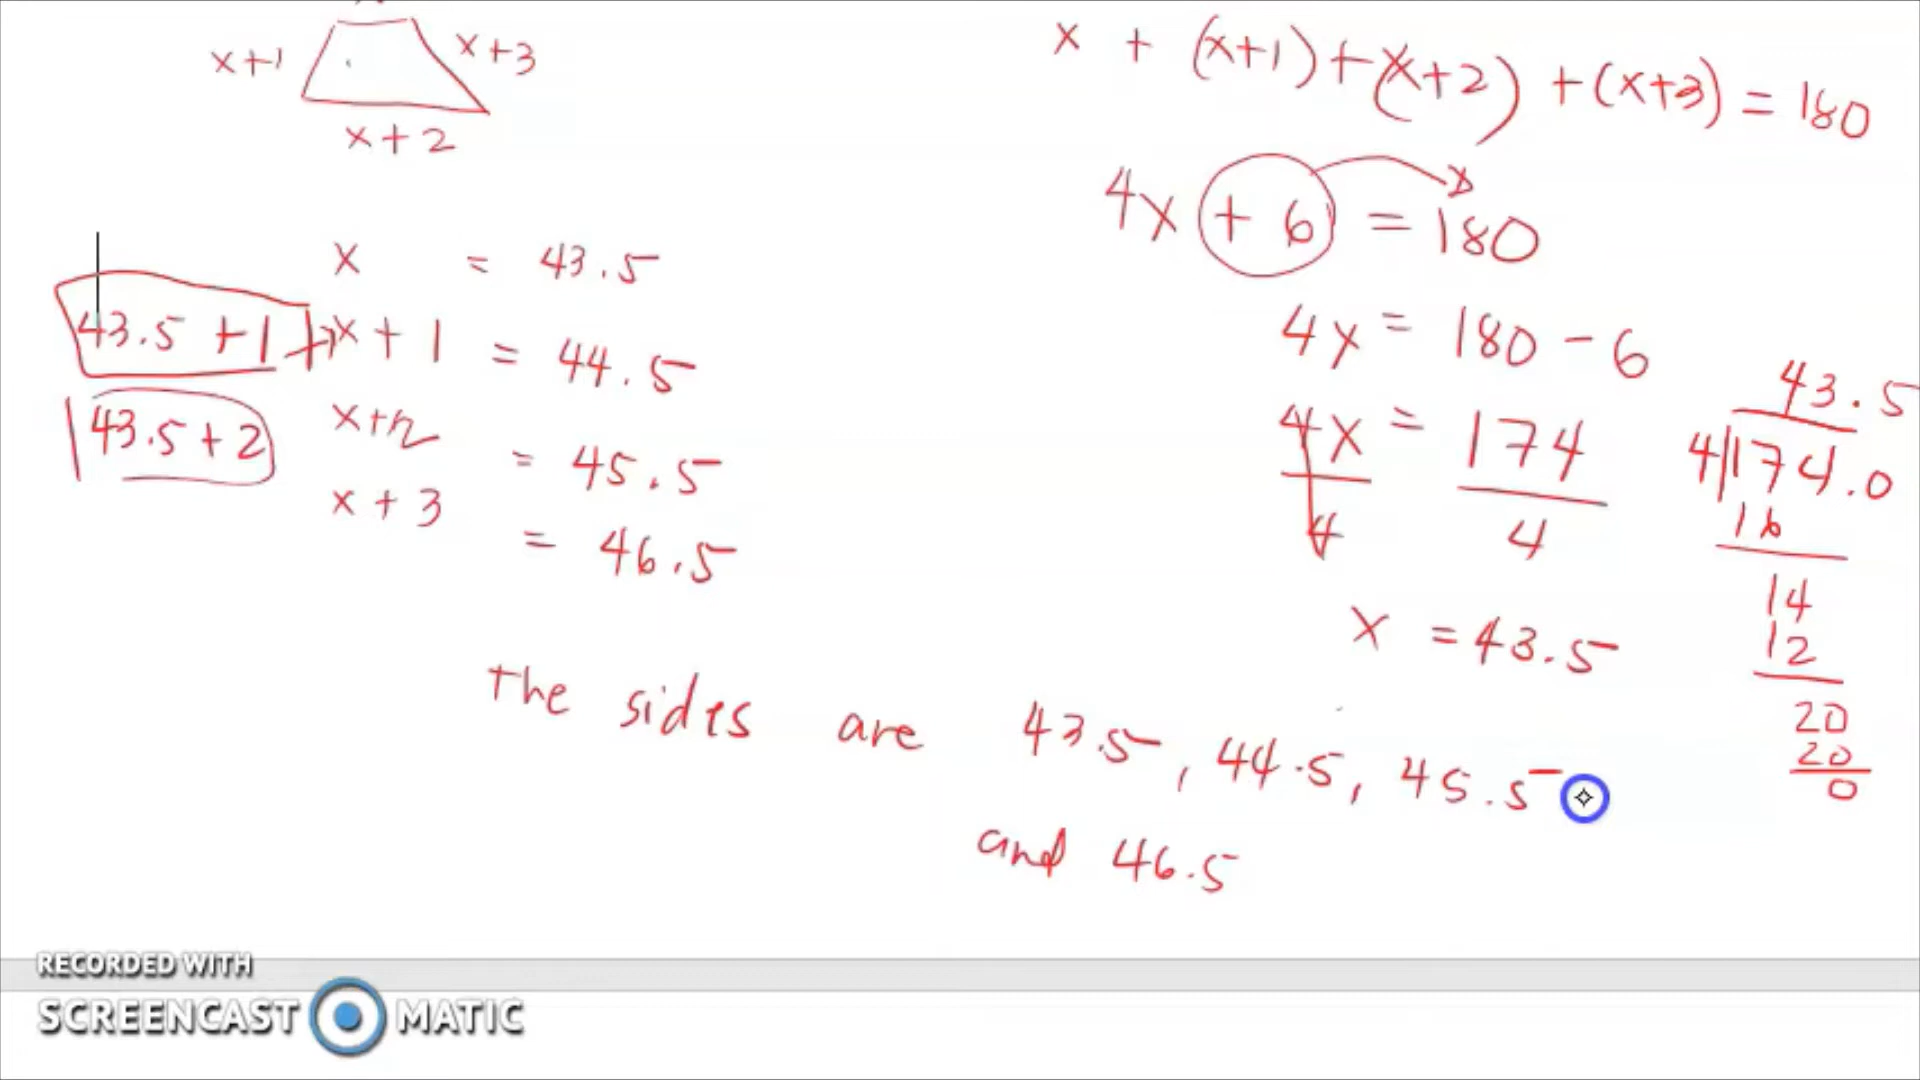 x+1
x+3
x+2
x + (x+1) + (x+2) + (x+3) = 180
4x + 6 = 180
4x = 180 - 6
4x = 174
4 4
x = 43.5
43.5
4 174.0
16
14
12
20
20
0
x = 43.5
43.5 + 1 x + 1 = 44.5
43.5 + 2 = 45.5
x + 3 = 46.5
the sides are 43.5, 44.5, 45.5
and 46.5
RECORDED WITH
SCREENCAST MATIC